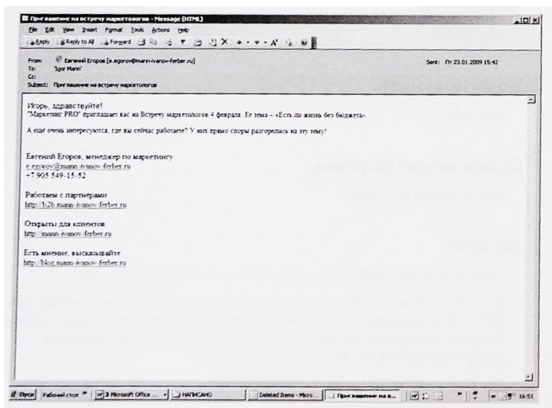 Приглашение на встречу маркетологов - Message (HTML)
File Edit View Insert Format Tools Actions Help
Reply Reply to All Forward
From: Евгений Егоров [e.egorov@mann-ivanov-ferber.ru] Sent: Пт 23.01.2009 15:42
To: 'Igor Mann'
Cc:
Subject: Приглашение на встречу маркетологов
Игорь, здравствуйте!
"Маркетинг PRO" приглашает вас на Встречу маркетологов 4 февраля. Ее тема – «Есть ли жизнь без бюджета».
А ещё очень интересуются, где вы сейчас работаете? У них прямо споры разгорелись на эту тему!
Евгений Егоров, менеджер по маркетингу
e.egorov@mann-ivanov-ferber.ru
+7 905 549-15-52
Работаем с партнерами
http://b2b.mann-ivanov-ferber.ru
Открыты для клиентов
http://mann-ivanov-ferber.ru
Есть мнение, высказывайте
http://blog.mann-ivanov-ferber.ru
Пуск Рабочий стол 3 Microsoft Office ... НАПИСАНО Deleted Items - Micro... Приглашение на в... 16:51